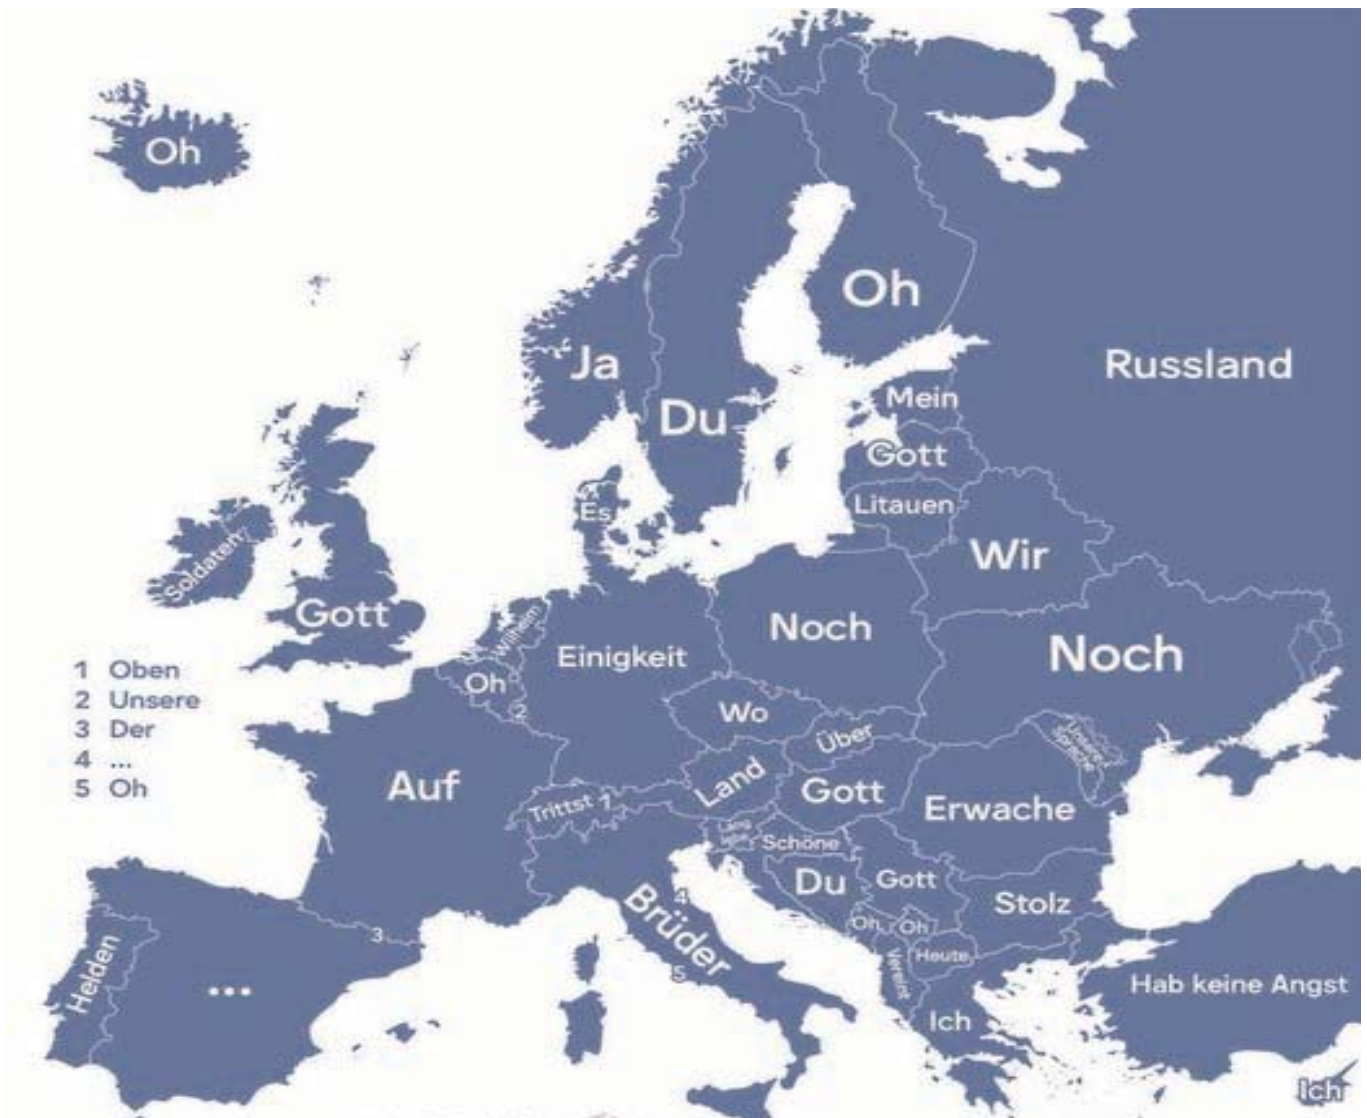 Oh
Oh
Ja
Russland
Mein
Du
Gott
Litauen
Es
Soldaten
Wir
Gott
Wilhelm
Noch
Noch
Einigkeit
1 Oben
Oh
2 Unsere
2
Wo
3 Der
Über
Unsere
Sprache
4 ...
5 Oh
Auf
Land
Gott
Trittst 1
Erwache
Lang
Schöne
Du
Gott
4
Stolz
Brüder
Oh
Oh
3
Heute
Vereint
Helden
...
5
Hab keine Angst
Ich
Ich